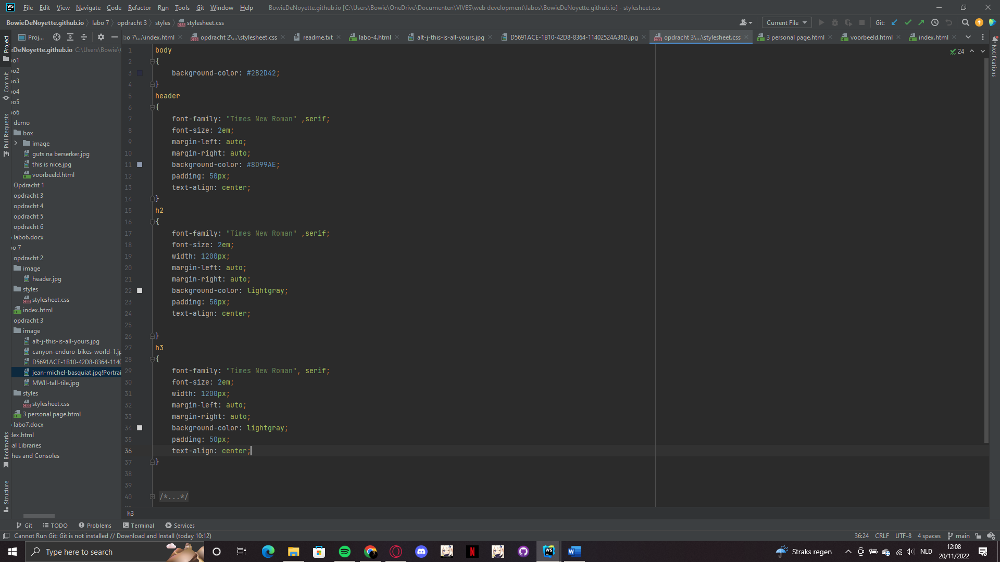 WS File Edit View Navigate Code Refactor Run Tools Git Window Help BowieDeNoyette.github.io [C:\Users\Bowie\OneDrive\Documenten\VIVES\web development\labos\BowieDeNoyette.github.io] - stylesheet.css
BowieDeNoyette.github.io labo 7 opdracht 3 styles stylesheet.css Current File Git:
Proj... bo 7\...\index.html opdracht 2\...\stylesheet.css readme.txt labo-4.html alt-j-this-is-all-yours.jpg D5691ACE-1B10-42D8-8364-11402524A36D.jpg opdracht 3\...\stylesheet.css 3 personal page.html voorbeeld.html index.html
Project
Commit
Pull Requests
Bookmarks
Structure
Notifications
eDeNoyette.github.io C:\Users\Bowie\
bo1
bo2
bo3
bo4
bo5
bo6
demo
box
image
guts na berserker.jpg
this is nice.jpg
voorbeeld.html
Opdracht 1
opdracht 3
opdracht 4
opdracht 5
opdracht 6
labo6.docx
bo 7
opdracht 2
image
header.jpg
styles
stylesheet.css
index.html
opdracht 3
image
alt-j-this-is-all-yours.jpg
canyon-enduro-bikes-world-1.jp
D5691ACE-1B10-42D8-8364-1140
jean-michel-basquiat.jpg!Portrai
MWII-tall-tile.jpg
styles
stylesheet.css
3 personal page.html
labo7.docx
dex.html
al Libraries
hes and Consoles
24
1 body
2 {
3 background-color: #2B2D42;
4 }
5 header
6 {
7 font-family: "Times New Roman" ,serif;
8 font-size: 2em;
9 margin-left: auto;
10 margin-right: auto;
11 background-color: #8D99AE;
12 padding: 50px;
13 text-align: center;
14 }
15 h2
16 {
17 font-family: "Times New Roman" ,serif;
18 font-size: 2em;
19 width: 1200px;
20 margin-left: auto;
21 margin-right: auto;
22 background-color: lightgray;
23 padding: 50px;
24 text-align: center;
25
26 }
27 h3
28 {
29 font-family: "Times New Roman", serif;
30 font-size: 2em;
31 width: 1200px;
32 margin-left: auto;
33 margin-right: auto;
34 background-color: lightgray;
35 padding: 50px;
36 text-align: center;
37 }
38
39
40 /*...*/
h3
Git TODO Problems Terminal Services
Cannot Run Git: Git is not installed // Download and Install (today 10:12) 36:24 CRLF UTF-8 4 spaces main
Type here to search Straks regen NLD 12:08
20/11/2022